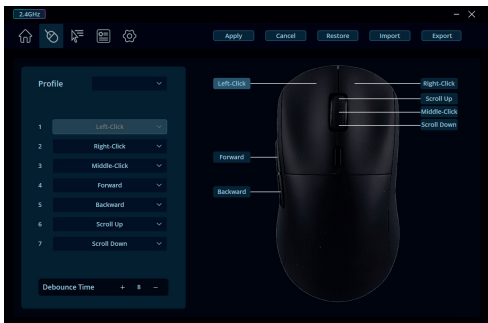 2.4GHz
Apply Cancel Restore Import Export
Profile
1 Left-Click
2 Right-Click
3 Middle-Click
4 Forward
5 Backward
6 Scroll Up
7 Scroll Down
Debounce Time + 8 −
Left-Click
Right-Click
Scroll Up
Middle-Click
Scroll Down
Forward
Backward